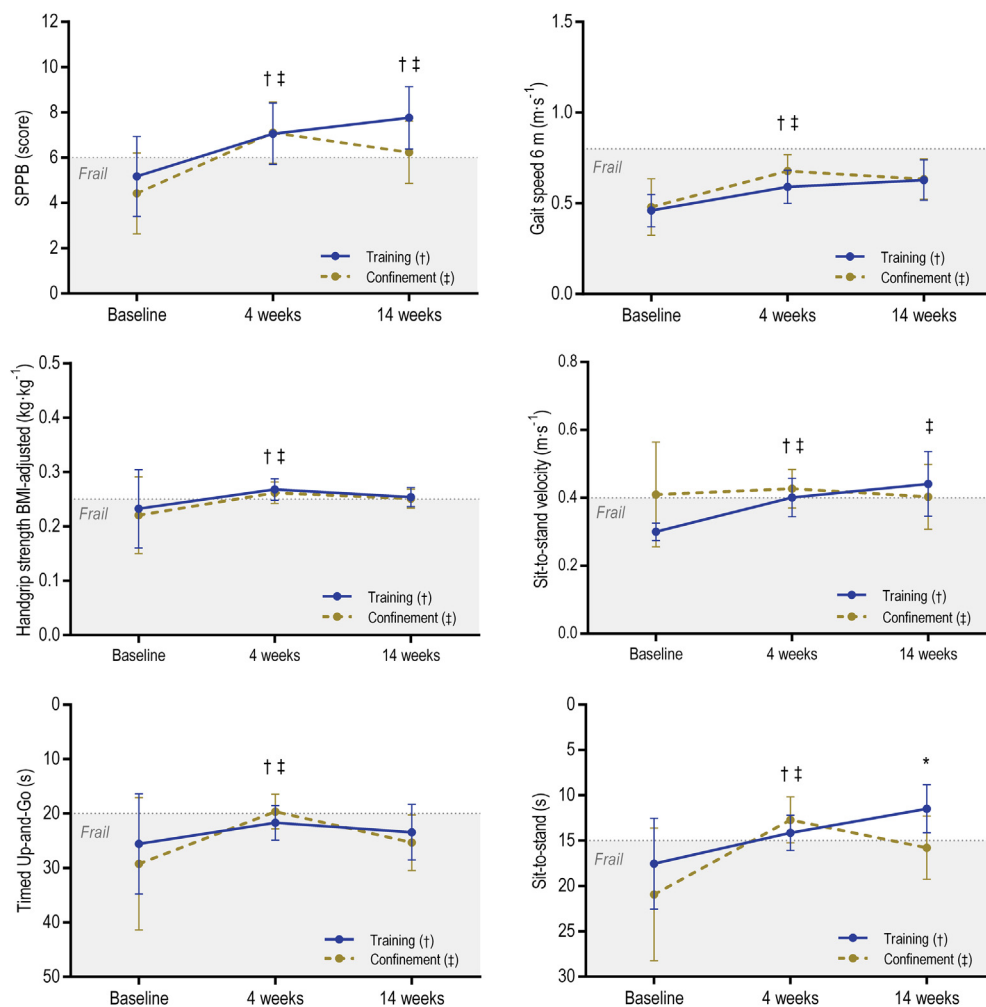 12
10
8
6
4
2
0
SPPB (score)
† ‡
† ‡
Frail
Training (†)
Confinement (‡)
Baseline
4 weeks
14 weeks
1.5
1.0
0.5
0.0
Gait speed 6 m (m·s⁻¹)
† ‡
Frail
Training (†)
Confinement (‡)
Baseline
4 weeks
14 weeks
0.5
0.4
0.3
0.2
0.1
0.0
Handgrip strength BMI-adjusted (kg·kg⁻¹)
† ‡
Frail
Training (†)
Confinement (‡)
Baseline
4 weeks
14 weeks
0.8
0.6
0.4
0.2
0.0
Sit-to-stand velocity (m·s⁻¹)
† ‡
‡
Frail
Training (†)
Confinement (‡)
Baseline
4 weeks
14 weeks
0
10
20
30
40
50
Timed Up-and-Go (s)
† ‡
Frail
Training (†)
Confinement (‡)
Baseline
4 weeks
14 weeks
0
5
10
15
20
25
30
Sit-to-stand (s)
† ‡
*
Frail
Training (†)
Confinement (‡)
Baseline
4 weeks
14 weeks